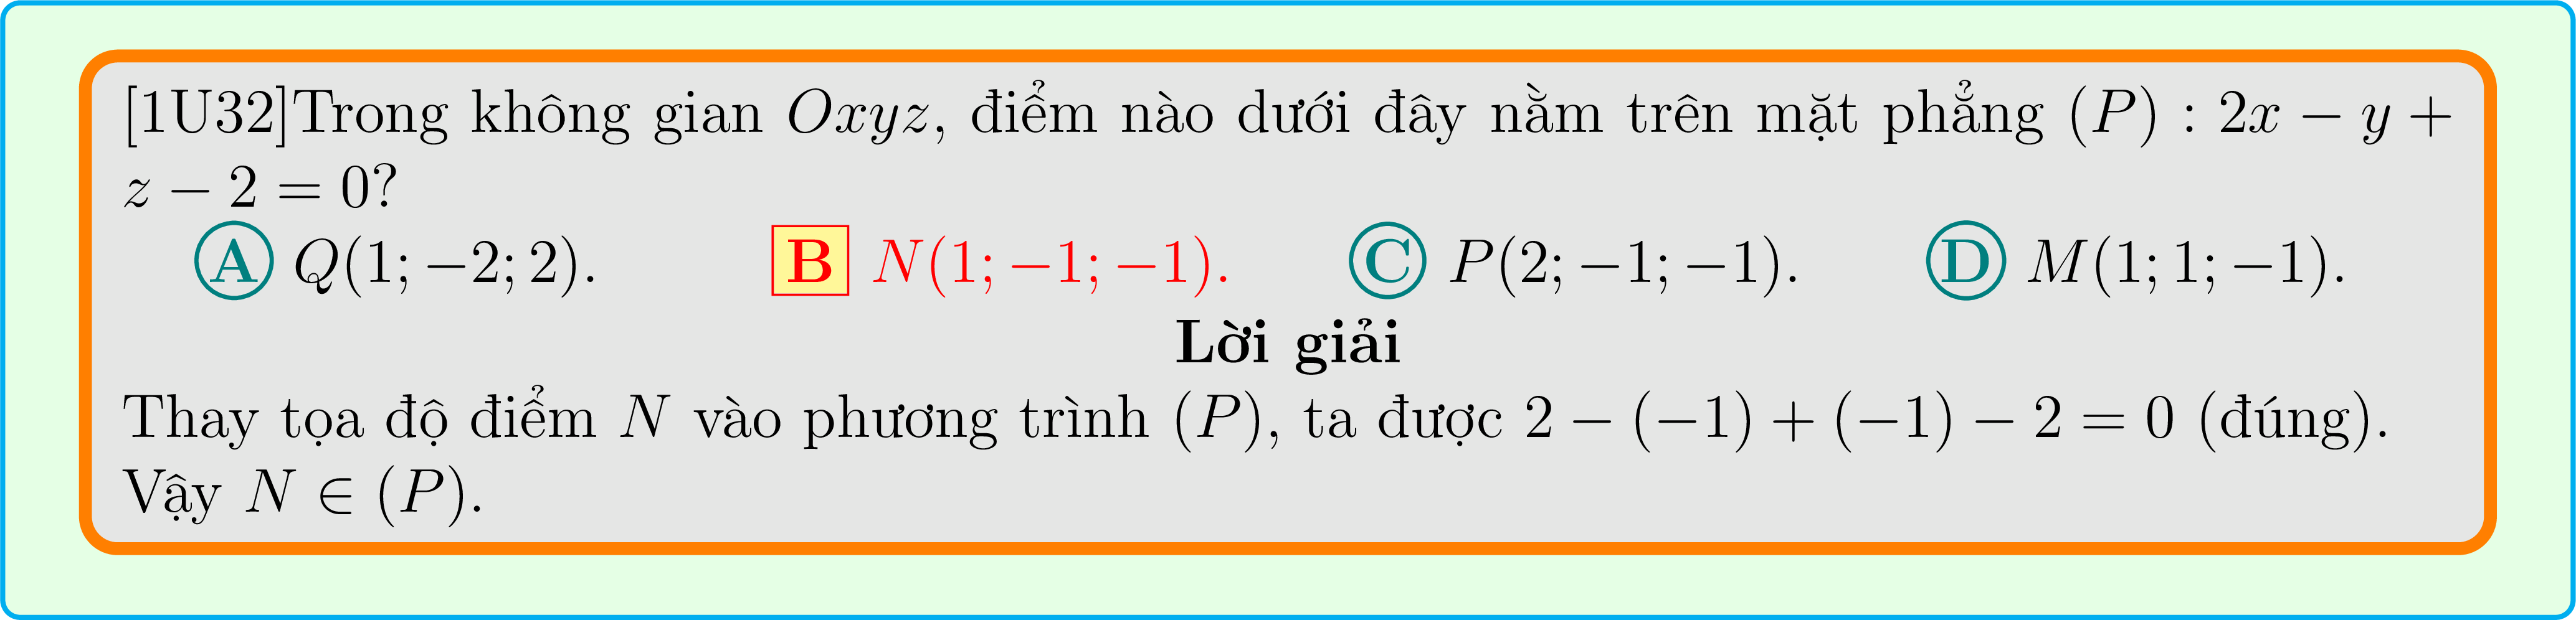 [1U32]Trong không gian Oxyz, điểm nào dưới đây nằm trên mặt phẳng (P) : 2x − y +
z − 2 = 0?
A Q(1; −2; 2). B N(1; −1; −1). C P(2; −1; −1). D M(1; 1; −1).
Lời giải
Thay tọa độ điểm N vào phương trình (P), ta được 2 − (−1) + (−1) − 2 = 0 (đúng).
Vậy N ∈ (P).